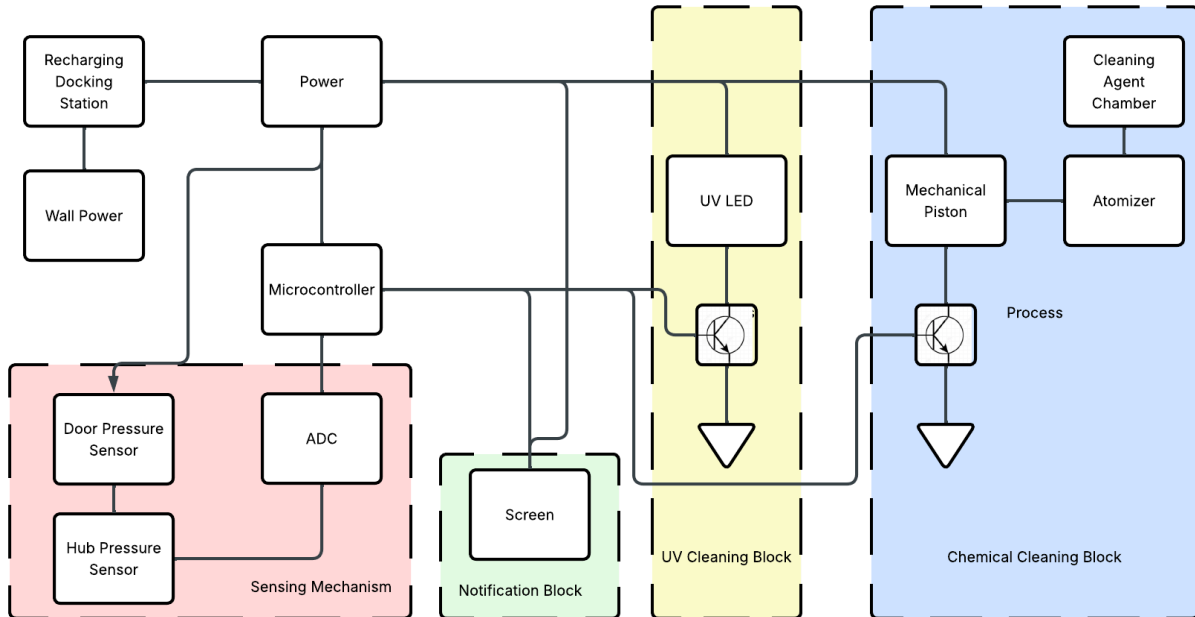 Recharging
Docking
Station
Power
Cleaning
Agent
Chamber
Wall Power
UV LED
Mechanical
Piston
Atomizer
Microcontroller
Process
Door Pressure
Sensor
ADC
Screen
Hub Pressure
Sensor
UV Cleaning Block
Chemical Cleaning Block
Sensing Mechanism
Notification Block